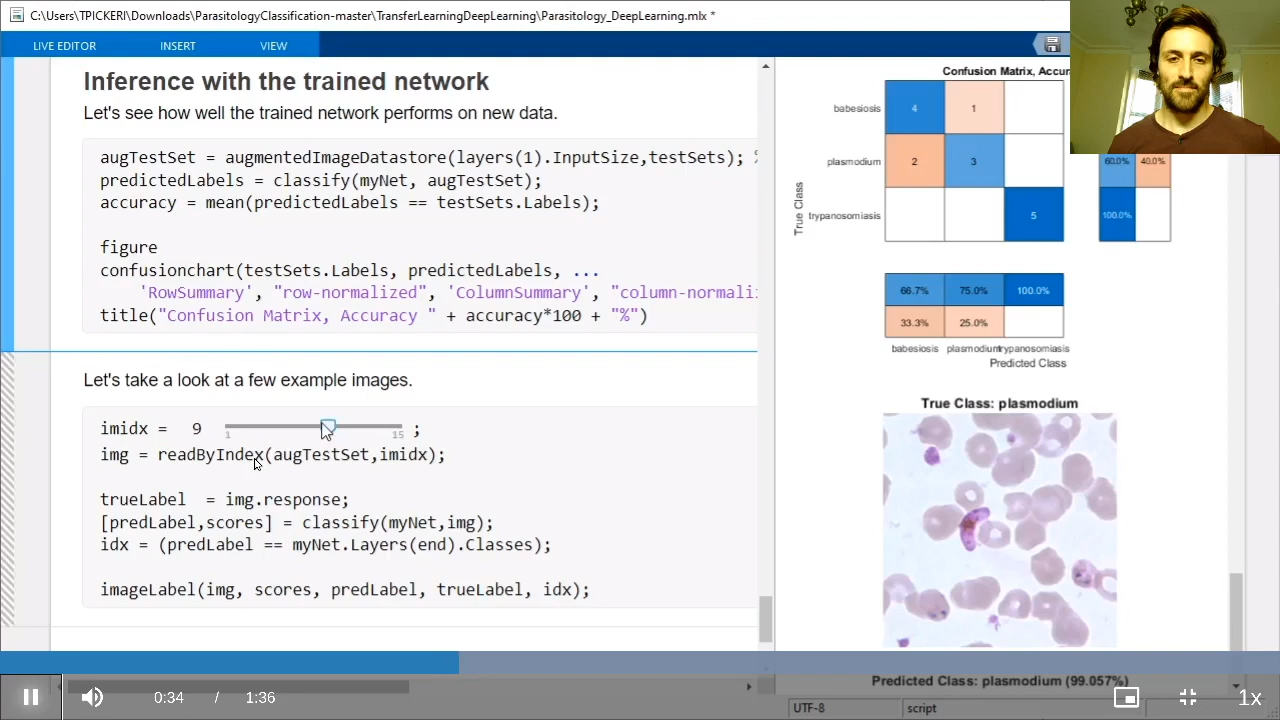 C:\Users\TPICKERI\Downloads\ParasitologyClassification-master\TransferLearningDeepLearning\Parasitology_DeepLearning.mlx *
LIVE EDITOR INSERT VIEW
Inference with the trained network
Let's see how well the trained network performs on new data.
augTestSet = augmentedImageDatastore(layers(1).InputSize,testSets); %
predictedLabels = classify(myNet, augTestSet);
accuracy = mean(predictedLabels == testSets.Labels);
figure
confusionchart(testSets.Labels, predictedLabels, ...
'RowSummary', "row-normalized", 'ColumnSummary', "column-normali
title("Confusion Matrix, Accuracy " + accuracy*100 + "%")
Let's take a look at a few example images.
imidx = 9 1 15 ;
img = readByIndex(augTestSet,imidx);
trueLabel = img.response;
[predLabel,scores] = classify(myNet,img);
idx = (predLabel == myNet.Layers(end).Classes);
imageLabel(img, scores, predLabel, trueLabel, idx);
Confusion Matrix, Accur
babesiosis 4 1
plasmodium 2 3 60.0% 40.0%
trypanosomiasis 5 100.0%
True Class
66.7% 75.0% 100.0%
33.3% 25.0%
babesiosis plasmodium trypanosomiasis
Predicted Class
True Class: plasmodium
Predicted Class: plasmodium (99.057%)
UTF-8 script
0:34 / 1:36 1x